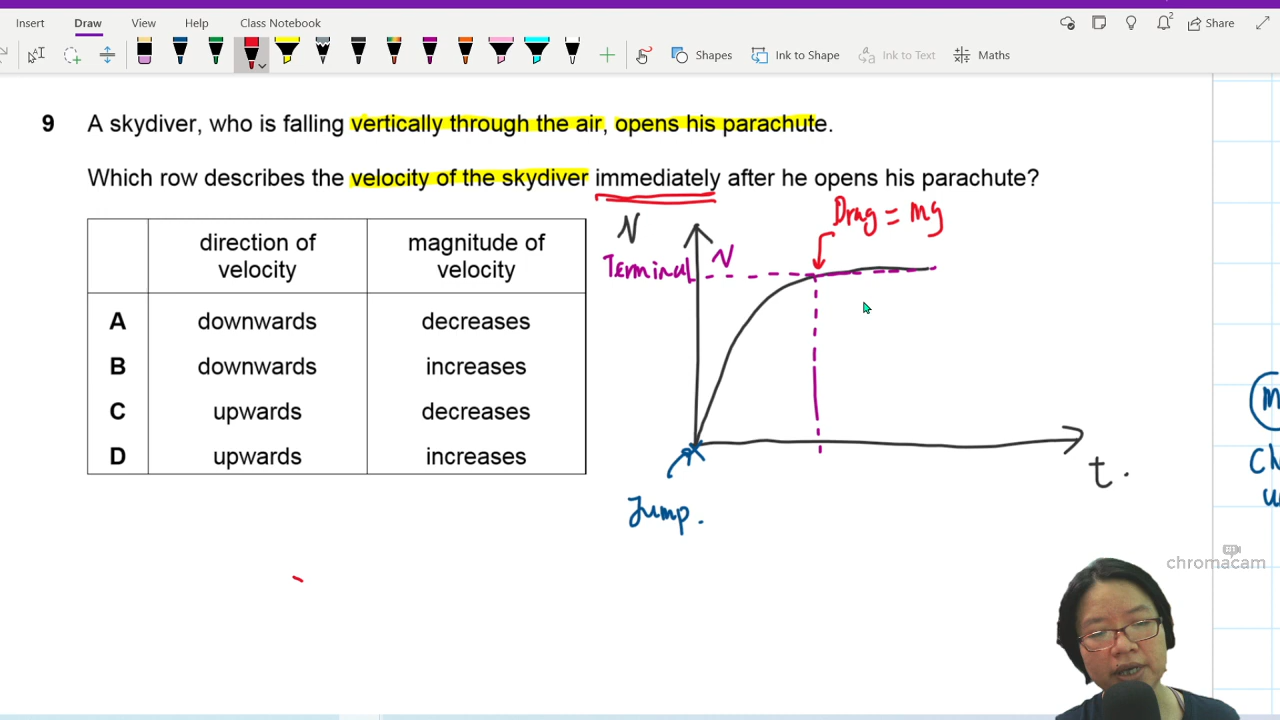 Insert Draw View Help Class Notebook
2 Share
Shapes Ink to Shape Ink to Text Maths
9 A skydiver, who is falling vertically through the air, opens his parachute.
Which row describes the velocity of the skydiver immediately after he opens his parachute?
direction of velocity magnitude of velocity
A downwards decreases
B downwards increases
C upwards decreases
D upwards increases
Drag = mg
v
Terminal v
t.
Jump.
chromacam